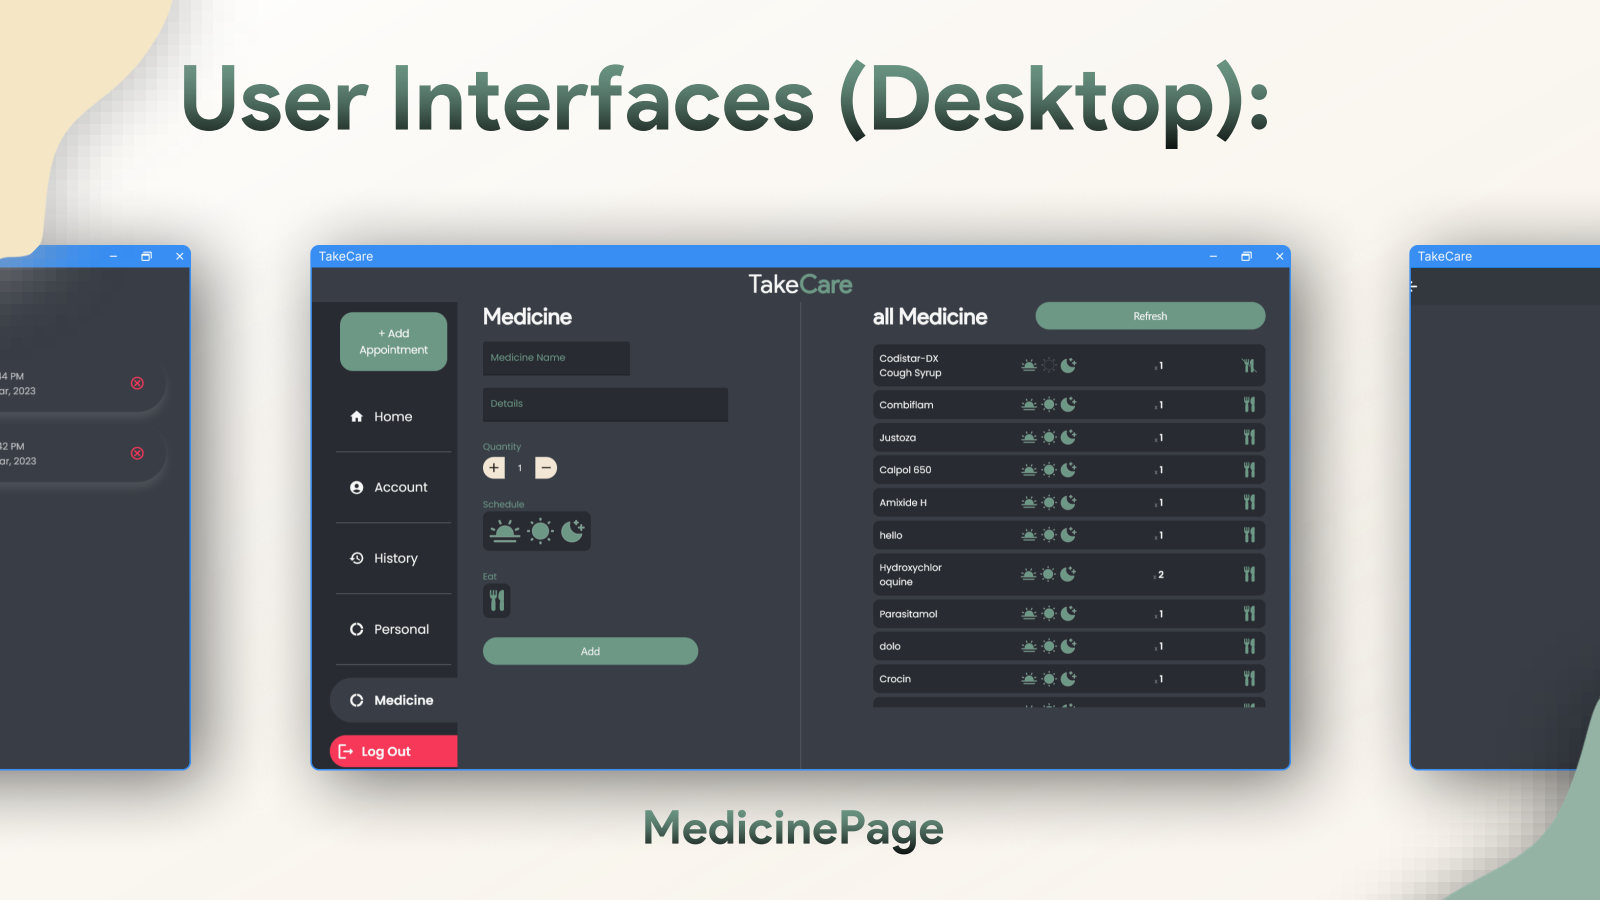 User Interfaces (Desktop):
44 PM
ar, 2023
42 PM
ar, 2023
TakeCare
TakeCare
+ Add
Appointment
Home
Account
History
Personal
Medicine
Log Out
Medicine
Medicine Name
Details
Quantity
+ 1 −
Schedule
Eat
Add
all Medicine
Refresh
Codistar-DX
Cough Syrup
x 1
Combiflam x 1
Justoza x 1
Calpol 650 x 1
Amixide H x 1
hello x 1
Hydroxychlor
oquine
x 2
Parasitamol x 1
dolo x 1
Crocin x 1
TakeCare
MedicinePage